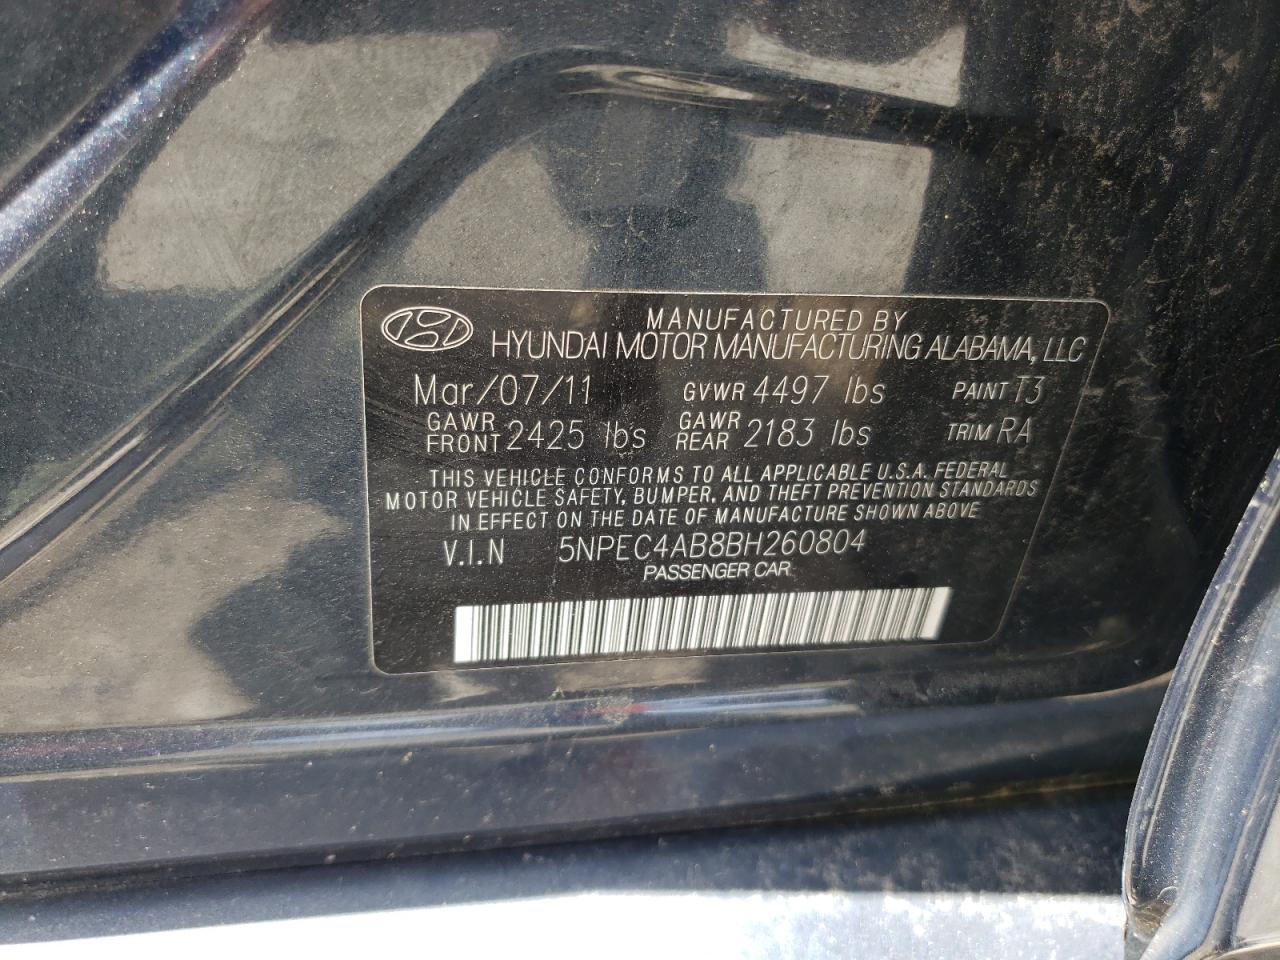 MANUFACTURED BY
HYUNDAI MOTOR MANUFACTURING ALABAMA, LLC
Mar/07/11 GVWR 4497 lbs PAINT T3
GAWR FRONT 2425 lbs GAWR REAR 2183 lbs TRIM RA
THIS VEHICLE CONFORMS TO ALL APPLICABLE U.S.A. FEDERAL
MOTOR VEHICLE SAFETY, BUMPER, AND THEFT PREVENTION STANDARDS
IN EFFECT ON THE DATE OF MANUFACTURE SHOWN ABOVE
V.I.N 5NPEC4AB8BH260804
PASSENGER CAR